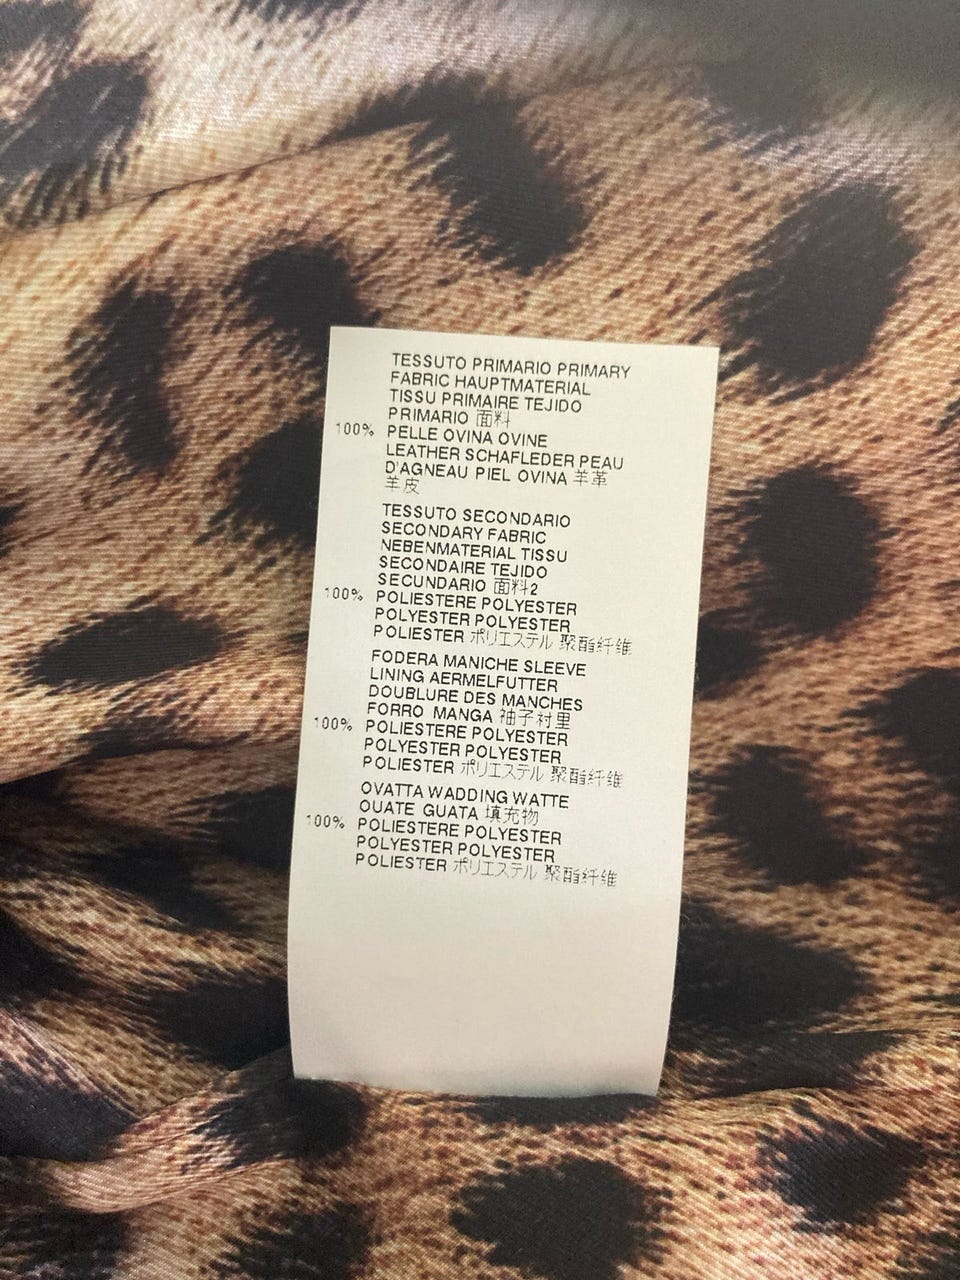 TESSUTO PRIMARIO PRIMARY
FABRIC HAUPTMATERIAL
TISSU PRIMAIRE TEJIDO
PRIMARIO 面料
100% PELLE OVINA OVINE
LEATHER SCHAFLEDER PEAU
D'AGNEAU PIEL OVINA 羊革
羊皮
TESSUTO SECONDARIO
SECONDARY FABRIC
NEBENMATERIAL TISSU
SECONDAIRE TEJIDO
SECUNDARIO 面料2
100% POLIESTERE POLYESTER
POLYESTER POLYESTER
POLIESTER ポリエステル 聚酯纤维
FODERA MANICHE SLEEVE
LINING AERMELFUTTER
DOUBLURE DES MANCHES
FORRO MANGA 袖子衬里
100% POLIESTERE POLYESTER
POLYESTER POLYESTER
POLIESTER ポリエステル 聚酯纤维
OVATTA WADDING WATTE
OUATE GUATA 填充物
100% POLIESTERE POLYESTER
POLYESTER POLYESTER
POLIESTER ポリエステル 聚酯纤维